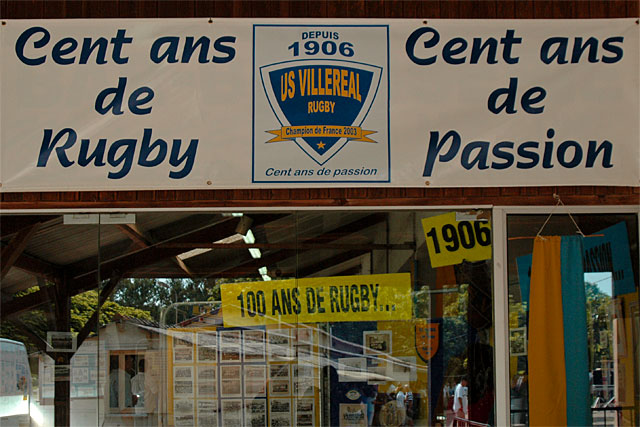 Cent ans
de
Rugby
DEPUIS
1906
US VILLEREAL
RUGBY
Champion de France 2003
Cent ans de passion
Cent ans
de
Passion
1906
100 ANS DE RUGBY...